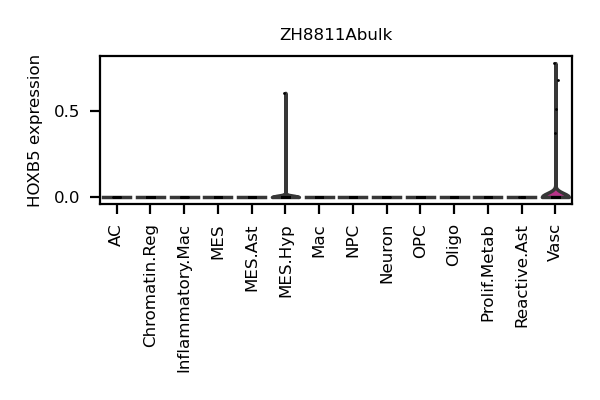 ZH8811Abulk
HOXB5 expression
0.5
0.0
AC
Chromatin.Reg
Inflammatory.Mac
MES
MES.Ast
MES.Hyp
Mac
NPC
Neuron
OPC
Oligo
Prolif.Metab
Reactive.Ast
Vasc